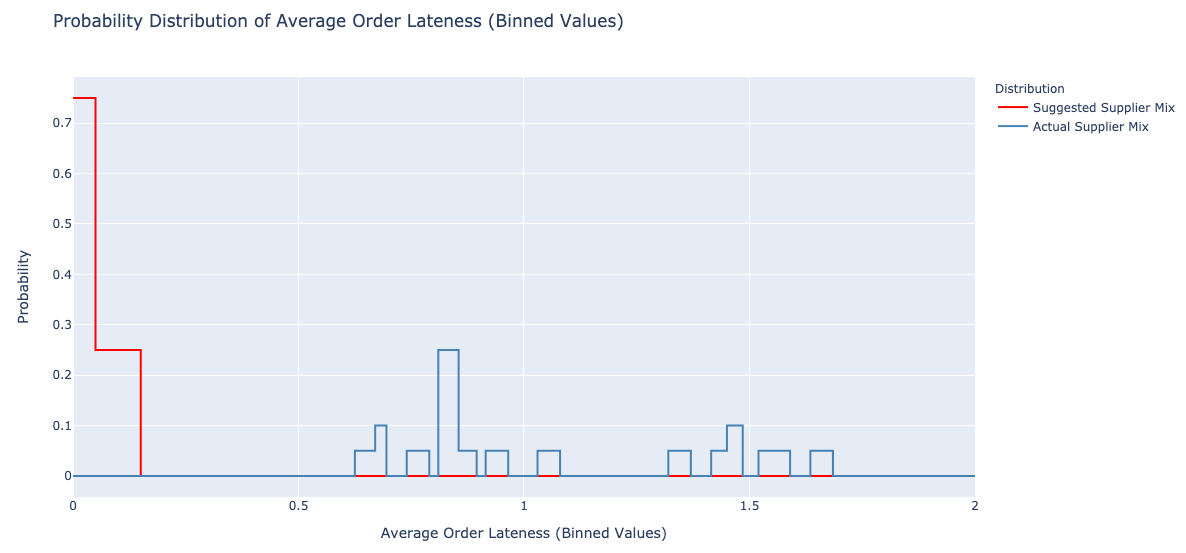 Probability Distribution of Average Order Lateness (Binned Values)
Distribution
Suggested Supplier Mix
Actual Supplier Mix
Probability
0.7
0.6
0.5
0.4
0.3
0.2
0.1
0
0 0.5 1 1.5 2
Average Order Lateness (Binned Values)